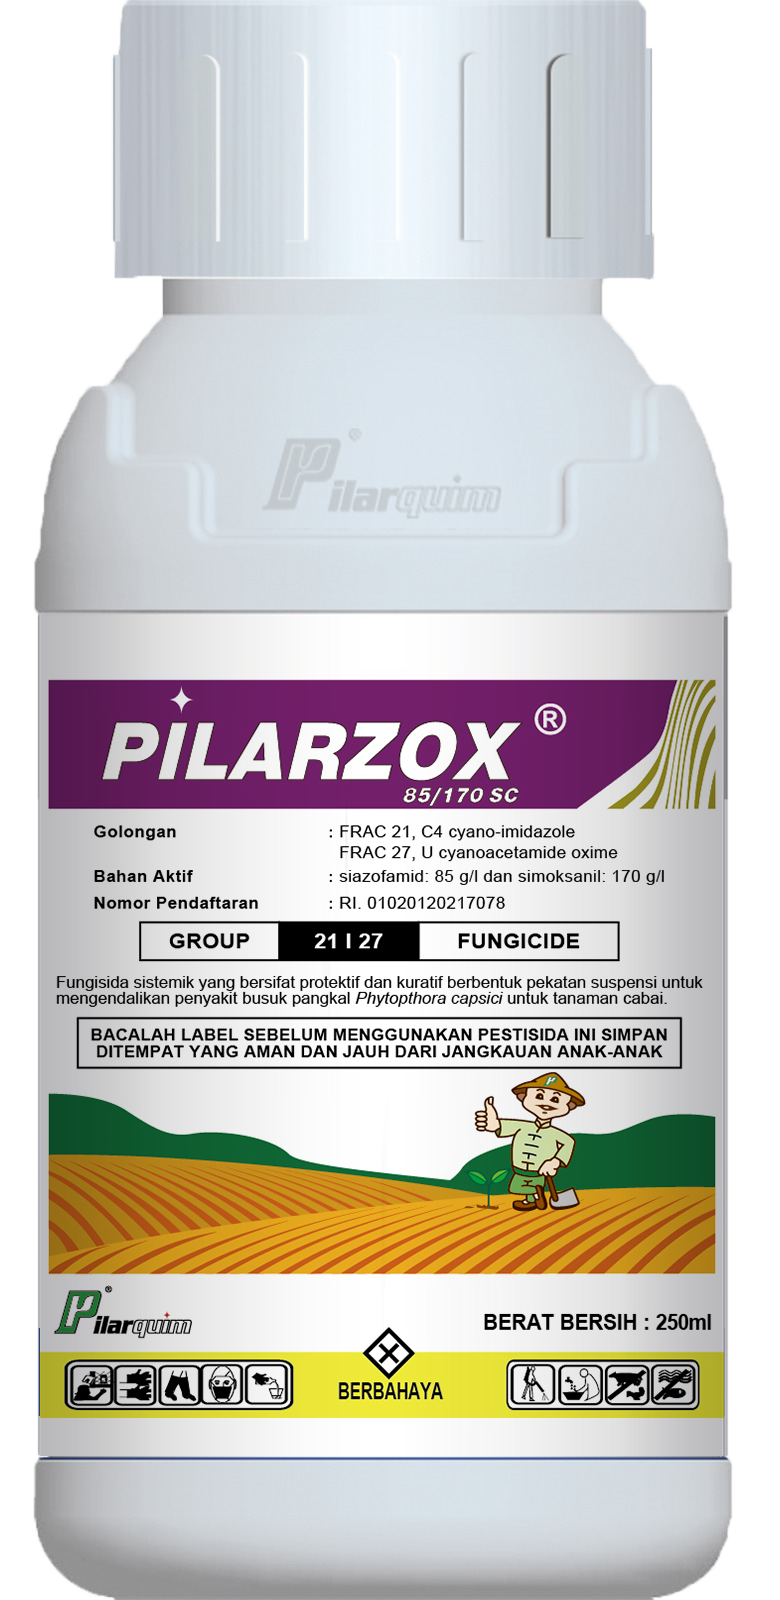 Pilarquim ®
PiLARZOX ®
85/170 SC
Golongan : FRAC 21, C4 cyano-imidazole
FRAC 27, U cyanoacetamide oxime
Bahan Aktif : siazofamid: 85 g/l dan simoksanil: 170 g/l
Nomor Pendaftaran : RI. 01020120217078
GROUP 21 I 27 FUNGICIDE
Fungisida sistemik yang bersifat protektif dan kuratif berbentuk pekatan suspensi untuk
mengendalikan penyakit busuk pangkal Phytopthora capsici untuk tanaman cabai.
BACALAH LABEL SEBELUM MENGGUNAKAN PESTISIDA INI SIMPAN
DITEMPAT YANG AMAN DAN JAUH DARI JANGKAUAN ANAK-ANAK
P
Pilarquim ®
BERAT BERSIH : 250ml
BERBAHAYA